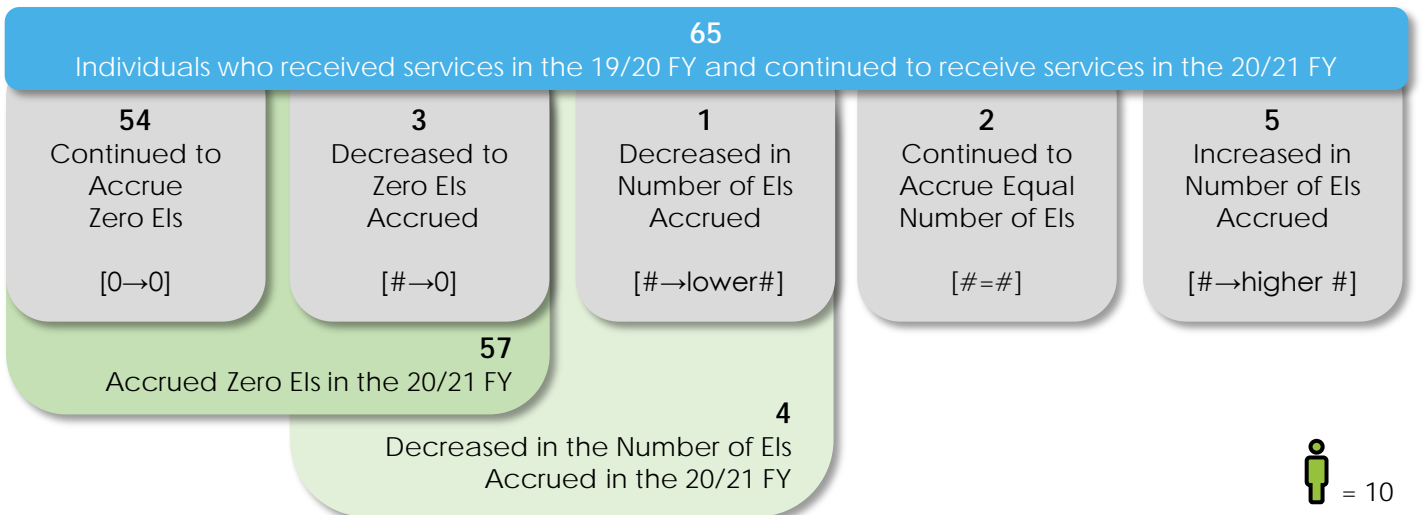 65
Individuals who received services in the 19/20 FY and continued to receive services in the 20/21 FY
54
Continued to
Accrue
Zero EIs
[0→0]
3
Decreased to
Zero EIs
Accrued
[#→0]
1
Decreased in
Number of EIs
Accrued
[#→lower#]
2
Continued to
Accrue Equal
Number of EIs
[#=#]
5
Increased in
Number of EIs
Accrued
[#→higher #]
57
Accrued Zero EIs in the 20/21 FY
4
Decreased in the Number of EIs
Accrued in the 20/21 FY
= 10